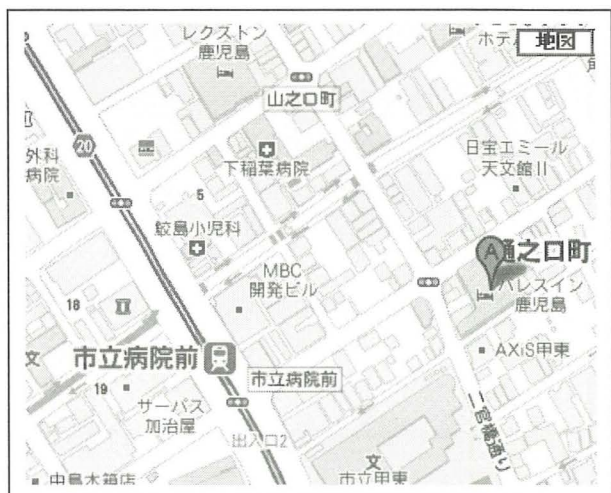 レクストン
鹿児島
ホテ
地図
山之口町
20
外科
病院
下稲葉病院
日宝エミール
天文館Ⅱ
5
鮫島小児科
A
樋之口町
MBC
開発ビル
パレスイン
鹿児島
18
文
市立病院前
AXiS甲東
19
市立病院前
サーパス
加治屋
出入口2
二官橋通り
中島木箱店
文
市立甲東